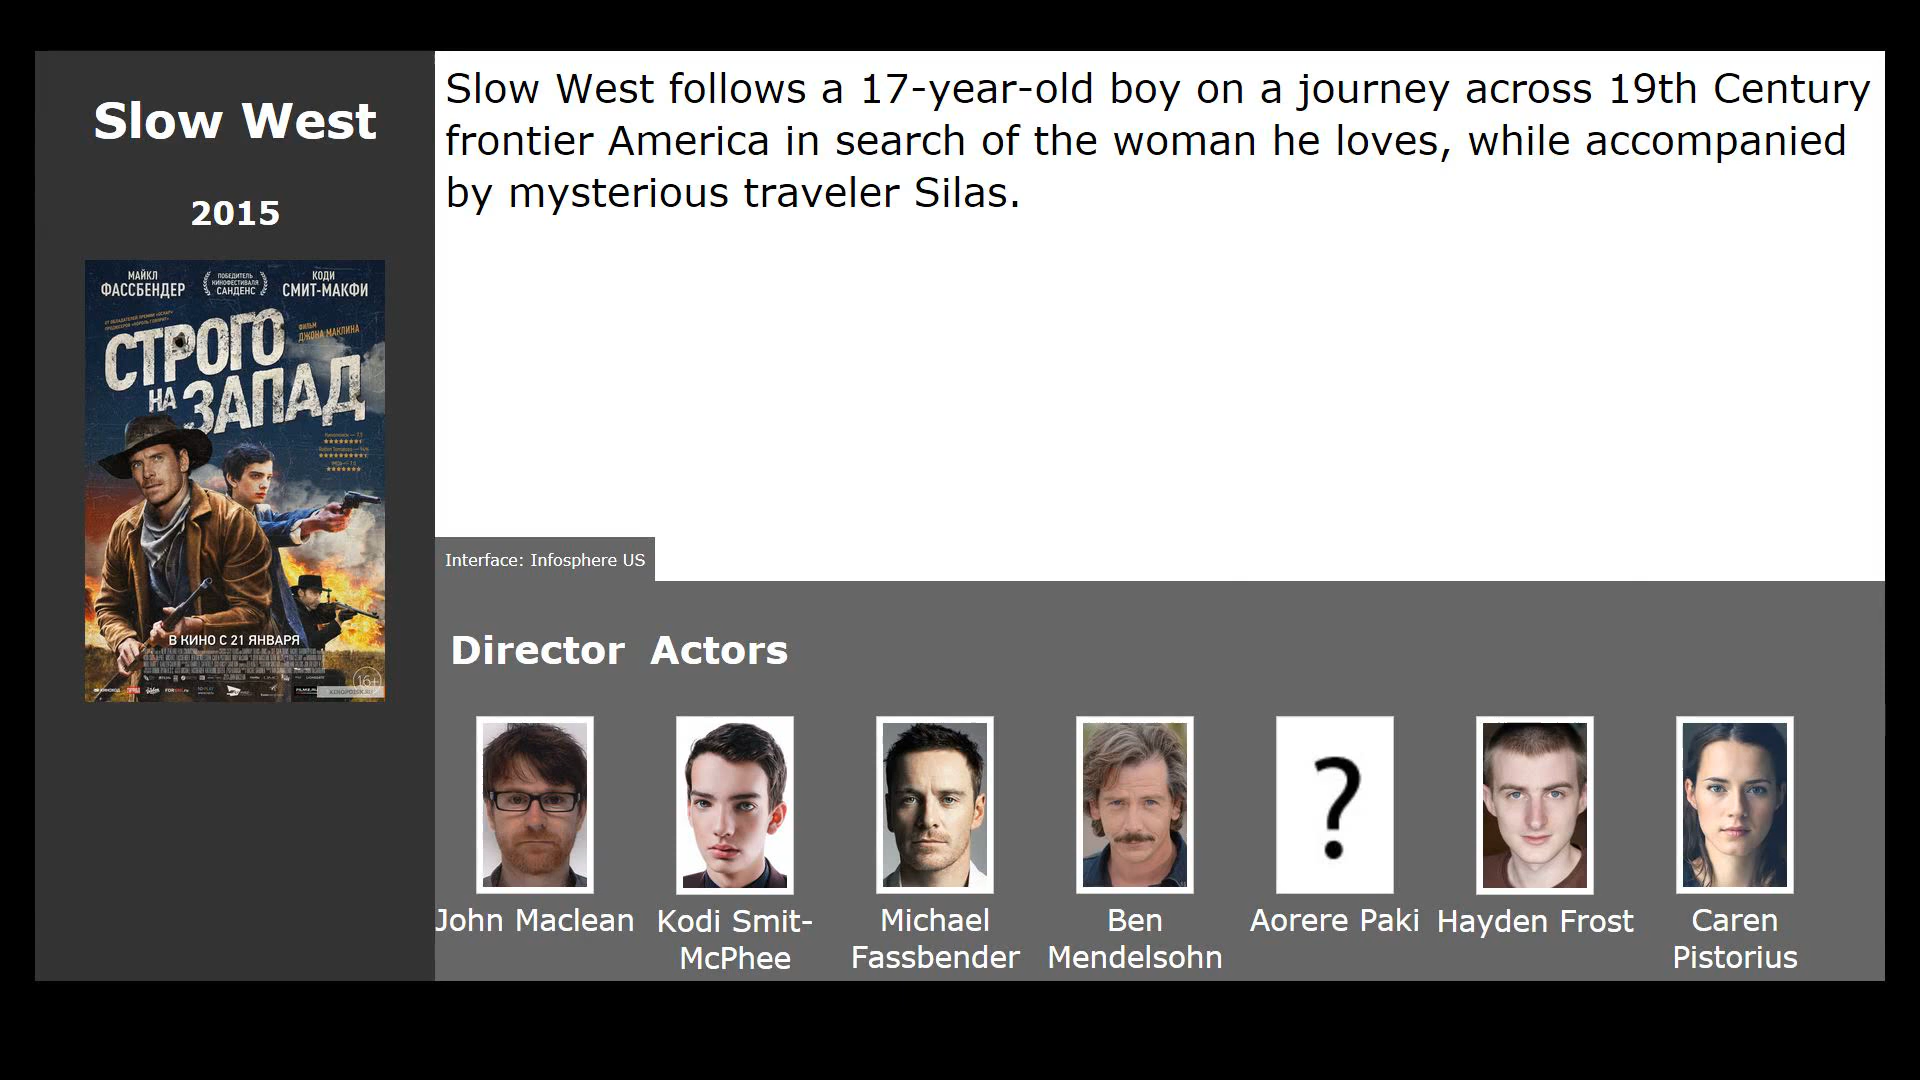 Slow West
2015
МАЙКЛ
ФАССБЕНДЕР
ПОБЕДИТЕЛЬ
КИНОФЕСТИВАЛЯ
САНДЕНС
КОДИ
СМИТ-МАКФИ
ФИЛЬМ
ДЖОНА МАКЛИНА
СТРОГО
НА
ЗАПАД
В КИНО С 21 ЯНВАРЯ
16+
KINOPOISK.RU
Slow West follows a 17-year-old boy on a journey across 19th Century
frontier America in search of the woman he loves, while accompanied
by mysterious traveler Silas.
Interface: Infosphere US
Director Actors
?
John Maclean
Kodi Smit-
McPhee
Michael
Fassbender
Ben
Mendelsohn
Aorere Paki
Hayden Frost
Caren
Pistorius